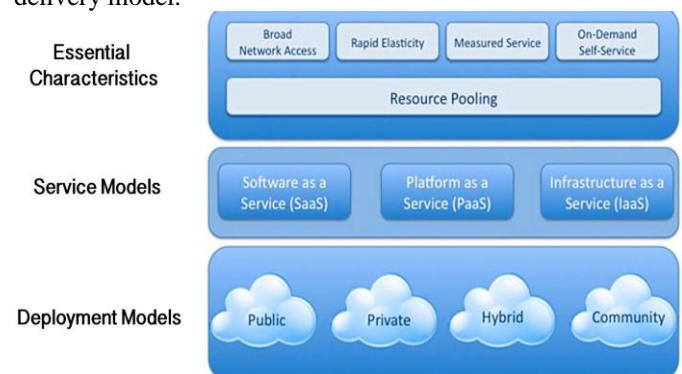 delivery model.
Essential
Characteristics
Broad
Network Access
Rapid Elasticity
Measured Service
On-Demand
Self-Service
Resource Pooling
Service Models
Software as a
Service (SaaS)
Platform as a
Service (PaaS)
Infrastructure as a
Service (IaaS)
Deployment Models
Public
Private
Hybrid
Community